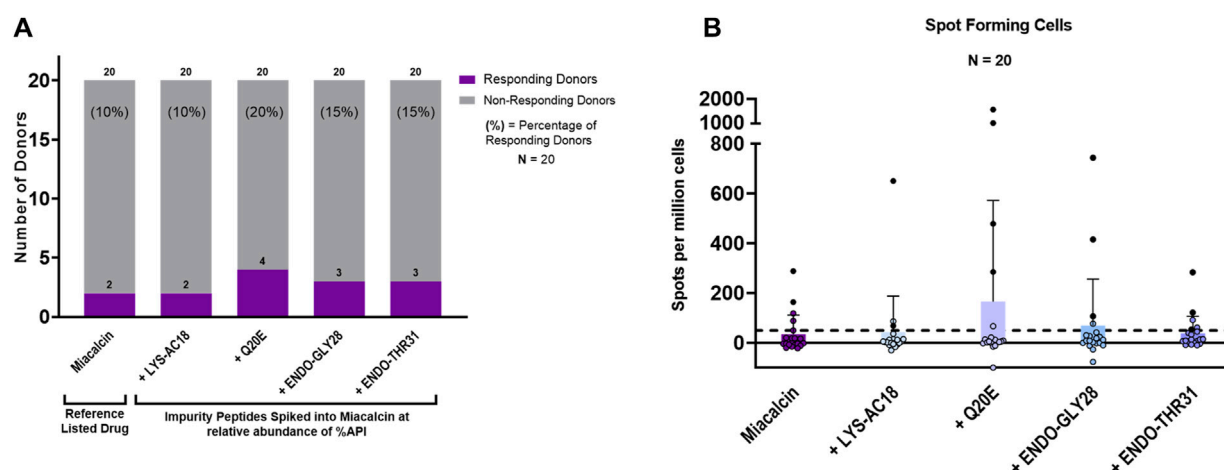 A
Number of Donors
20
15
10
5
0
20
20
20
20
20
(10%)
(10%)
(20%)
(15%)
(15%)
2
2
4
3
3
Miacalcin
+ LYS-AC18
+ Q20E
+ ENDO-GLY28
+ ENDO-THR31
Reference
Listed Drug
Impurity Peptides Spiked into Miacalcin at
relative abundance of %API
Responding Donors
Non-Responding Donors
(%) = Percentage of
Responding Donors
N = 20
B
Spot Forming Cells
N = 20
Spots per million cells
2000
1000
800
600
400
200
0
Miacalcin
+ LYS-AC18
+ Q20E
+ ENDO-GLY28
+ ENDO-THR31